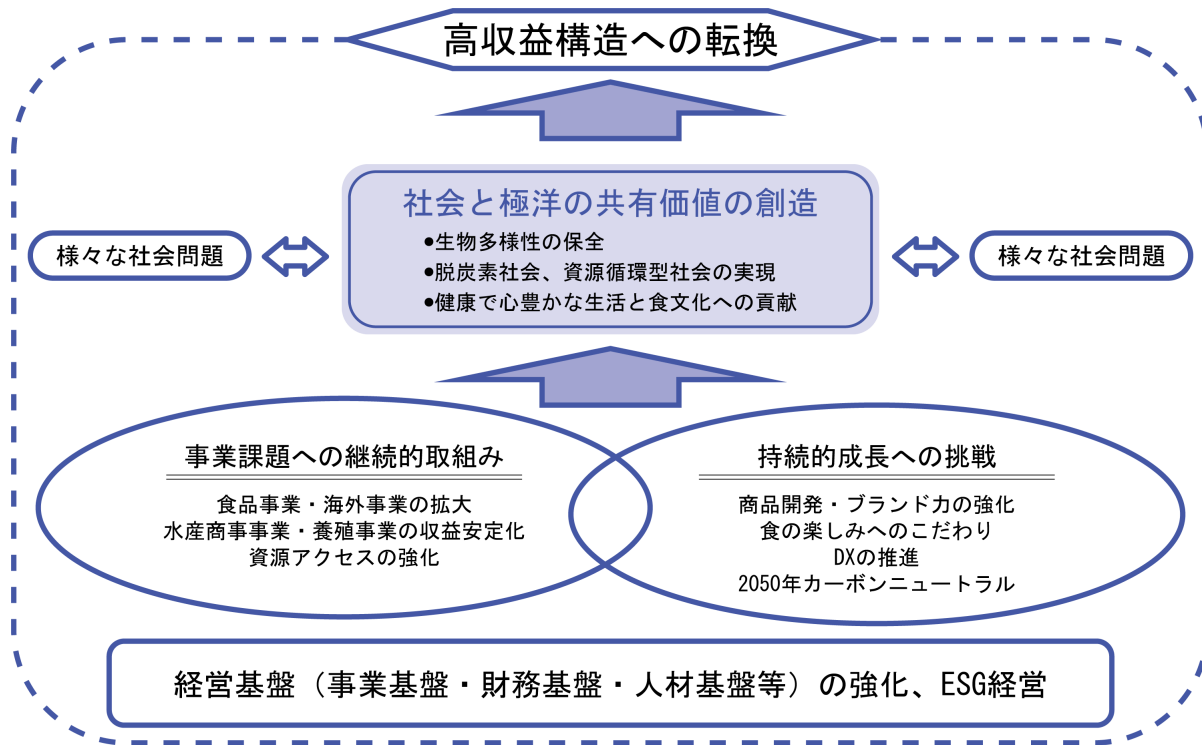 高収益構造への転換
社会と極洋の共有価値の創造
●生物多様性の保全
●脱炭素社会、資源循環型社会の実現
●健康で心豊かな生活と食文化への貢献
様々な社会問題
様々な社会問題
事業課題への継続的取組み
食品事業・海外事業の拡大
水産商事事業・養殖事業の収益安定化
資源アクセスの強化
持続的成長への挑戦
商品開発・ブランド力の強化
食の楽しみへのこだわり
DXの推進
2050年カーボンニュートラル
経営基盤（事業基盤・財務基盤・人材基盤等）の強化、ESG経営